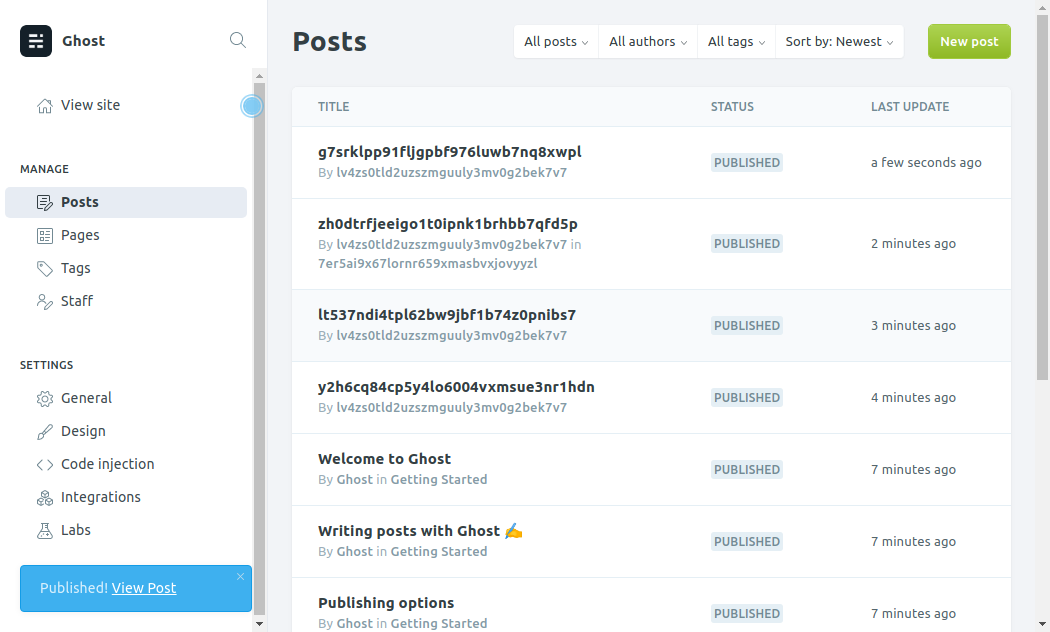 Ghost
View site
MANAGE
Posts
Pages
Tags
Staff
SETTINGS
General
Design
Code injection
Integrations
Labs
Published! View Post
Posts
All posts
All authors
All tags
Sort by: Newest
New post
TITLE STATUS LAST UPDATE
g7srklpp91fljgpbf976luwb7nq8xwpl
By lv4zs0tld2uzszmguuly3mv0g2bek7v7
PUBLISHED
a few seconds ago
zh0dtrfjeeigo1t0ipnk1brhbb7qfd5p
By lv4zs0tld2uzszmguuly3mv0g2bek7v7 in
7er5ai9x67lornr659xmasbvxjovyyzl
PUBLISHED
2 minutes ago
lt537ndi4tpl62bw9jbf1b74z0pnibs7
By lv4zs0tld2uzszmguuly3mv0g2bek7v7
PUBLISHED
3 minutes ago
y2h6cq84cp5y4lo6004vxmsue3nr1hdn
By lv4zs0tld2uzszmguuly3mv0g2bek7v7
PUBLISHED
4 minutes ago
Welcome to Ghost
By Ghost in Getting Started
PUBLISHED
7 minutes ago
Writing posts with Ghost ✍️
By Ghost in Getting Started
PUBLISHED
7 minutes ago
Publishing options
By Ghost in Getting Started
PUBLISHED
7 minutes ago